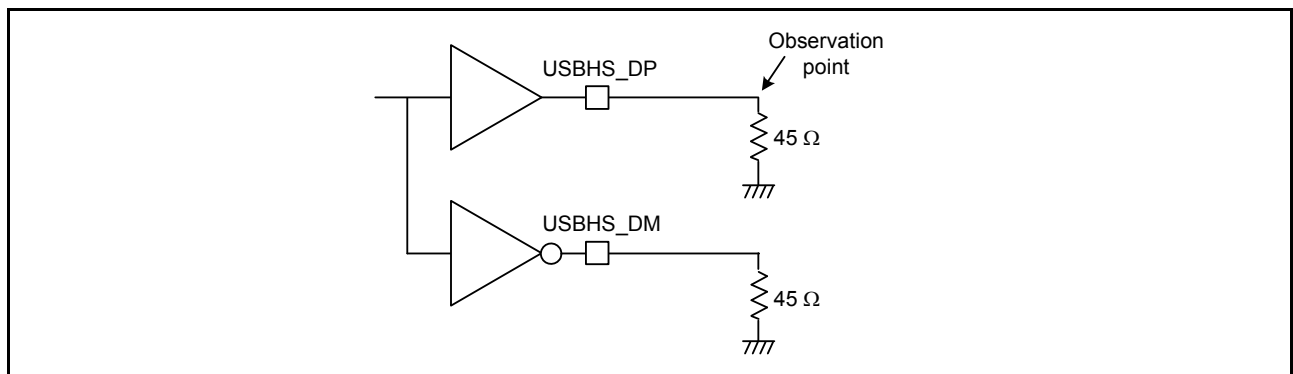 Observation
point
USBHS_DP
45 Ω
USBHS_DM
45 Ω